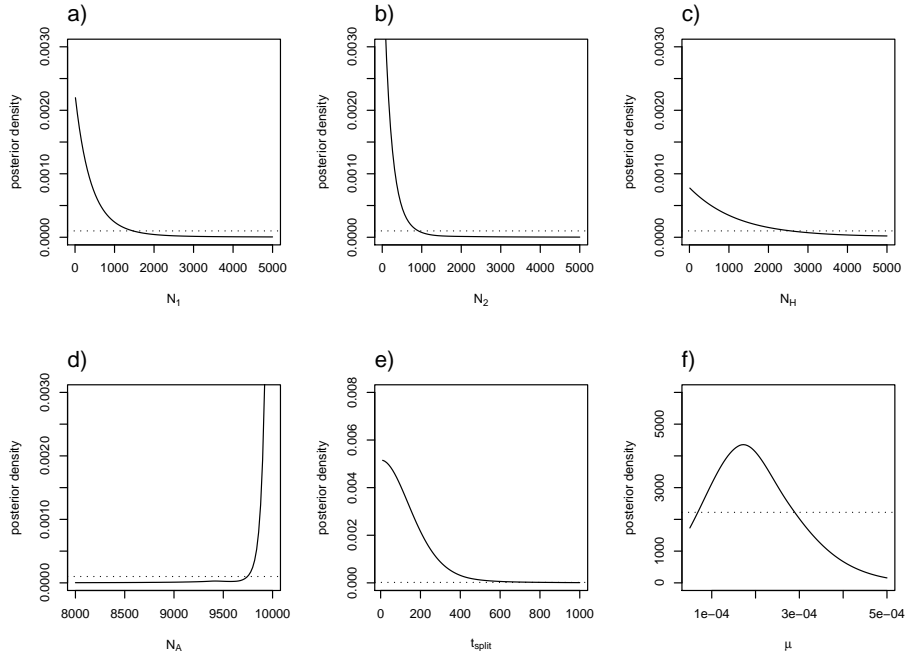 a)
posterior density
0.0000 0.0010 0.0020 0.0030
0 1000 2000 3000 4000 5000
N1
b)
posterior density
0.0000 0.0010 0.0020 0.0030
0 1000 2000 3000 4000 5000
N2
c)
posterior density
0.0000 0.0010 0.0020 0.0030
0 1000 2000 3000 4000 5000
NH
d)
posterior density
0.0000 0.0010 0.0020 0.0030
8000 8500 9000 9500 10000
NA
e)
posterior density
0.000 0.002 0.004 0.006 0.008
0 200 400 600 800 1000
tsplit
f)
posterior density
0 1000 3000 5000
1e−04 3e−04 5e−04
μ